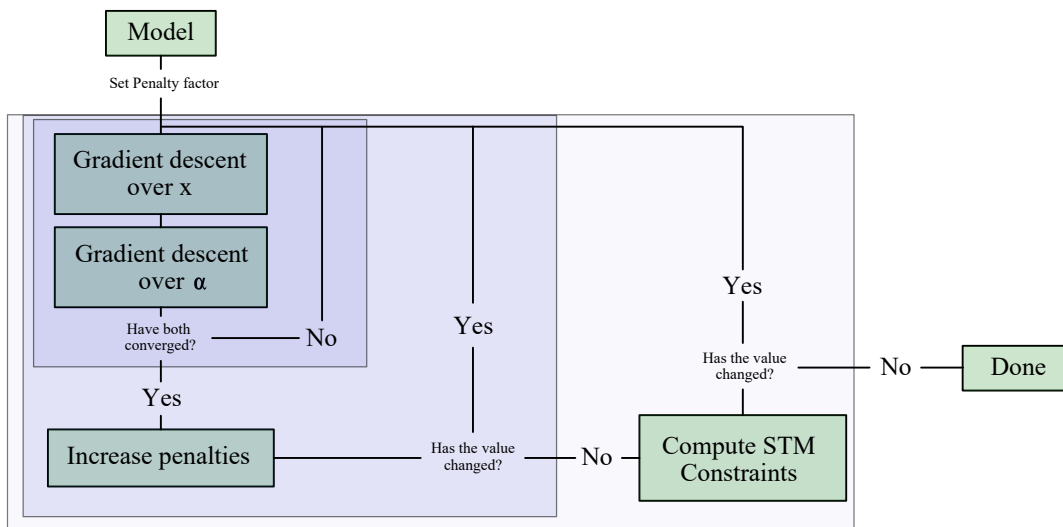 Model
Set Penalty factor
Gradient descent
over x
Gradient descent
over α
Have both
converged?
No
Yes
Increase penalties
Yes
Has the value
changed?
No
Yes
Has the value
changed?
Compute STM
Constraints
No
Done